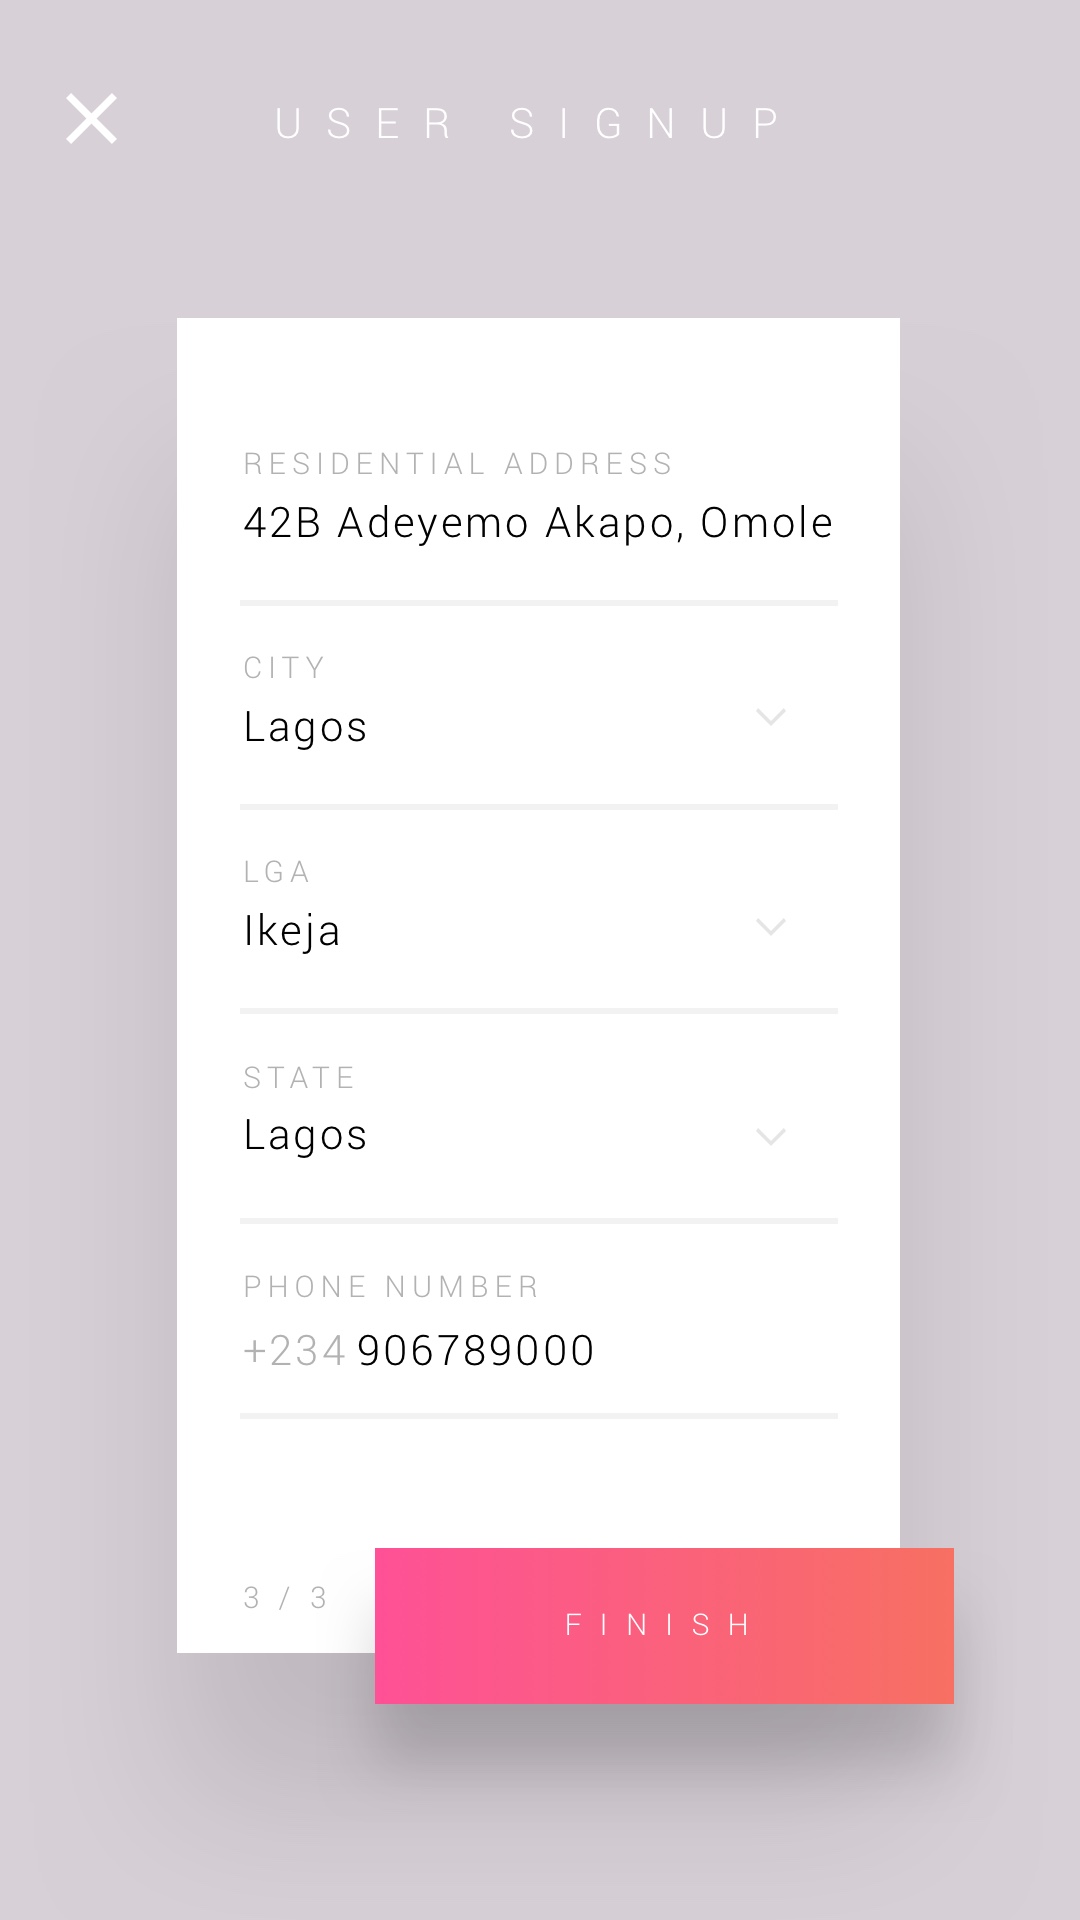 USER SIGNUP
RESIDENTIAL ADDRESS
42B Adeyemo Akapo, Omole
CITY
Lagos
LGA
Ikeja
STATE
Lagos
PHONE NUMBER
+234 906789000
3 / 3
FINISH